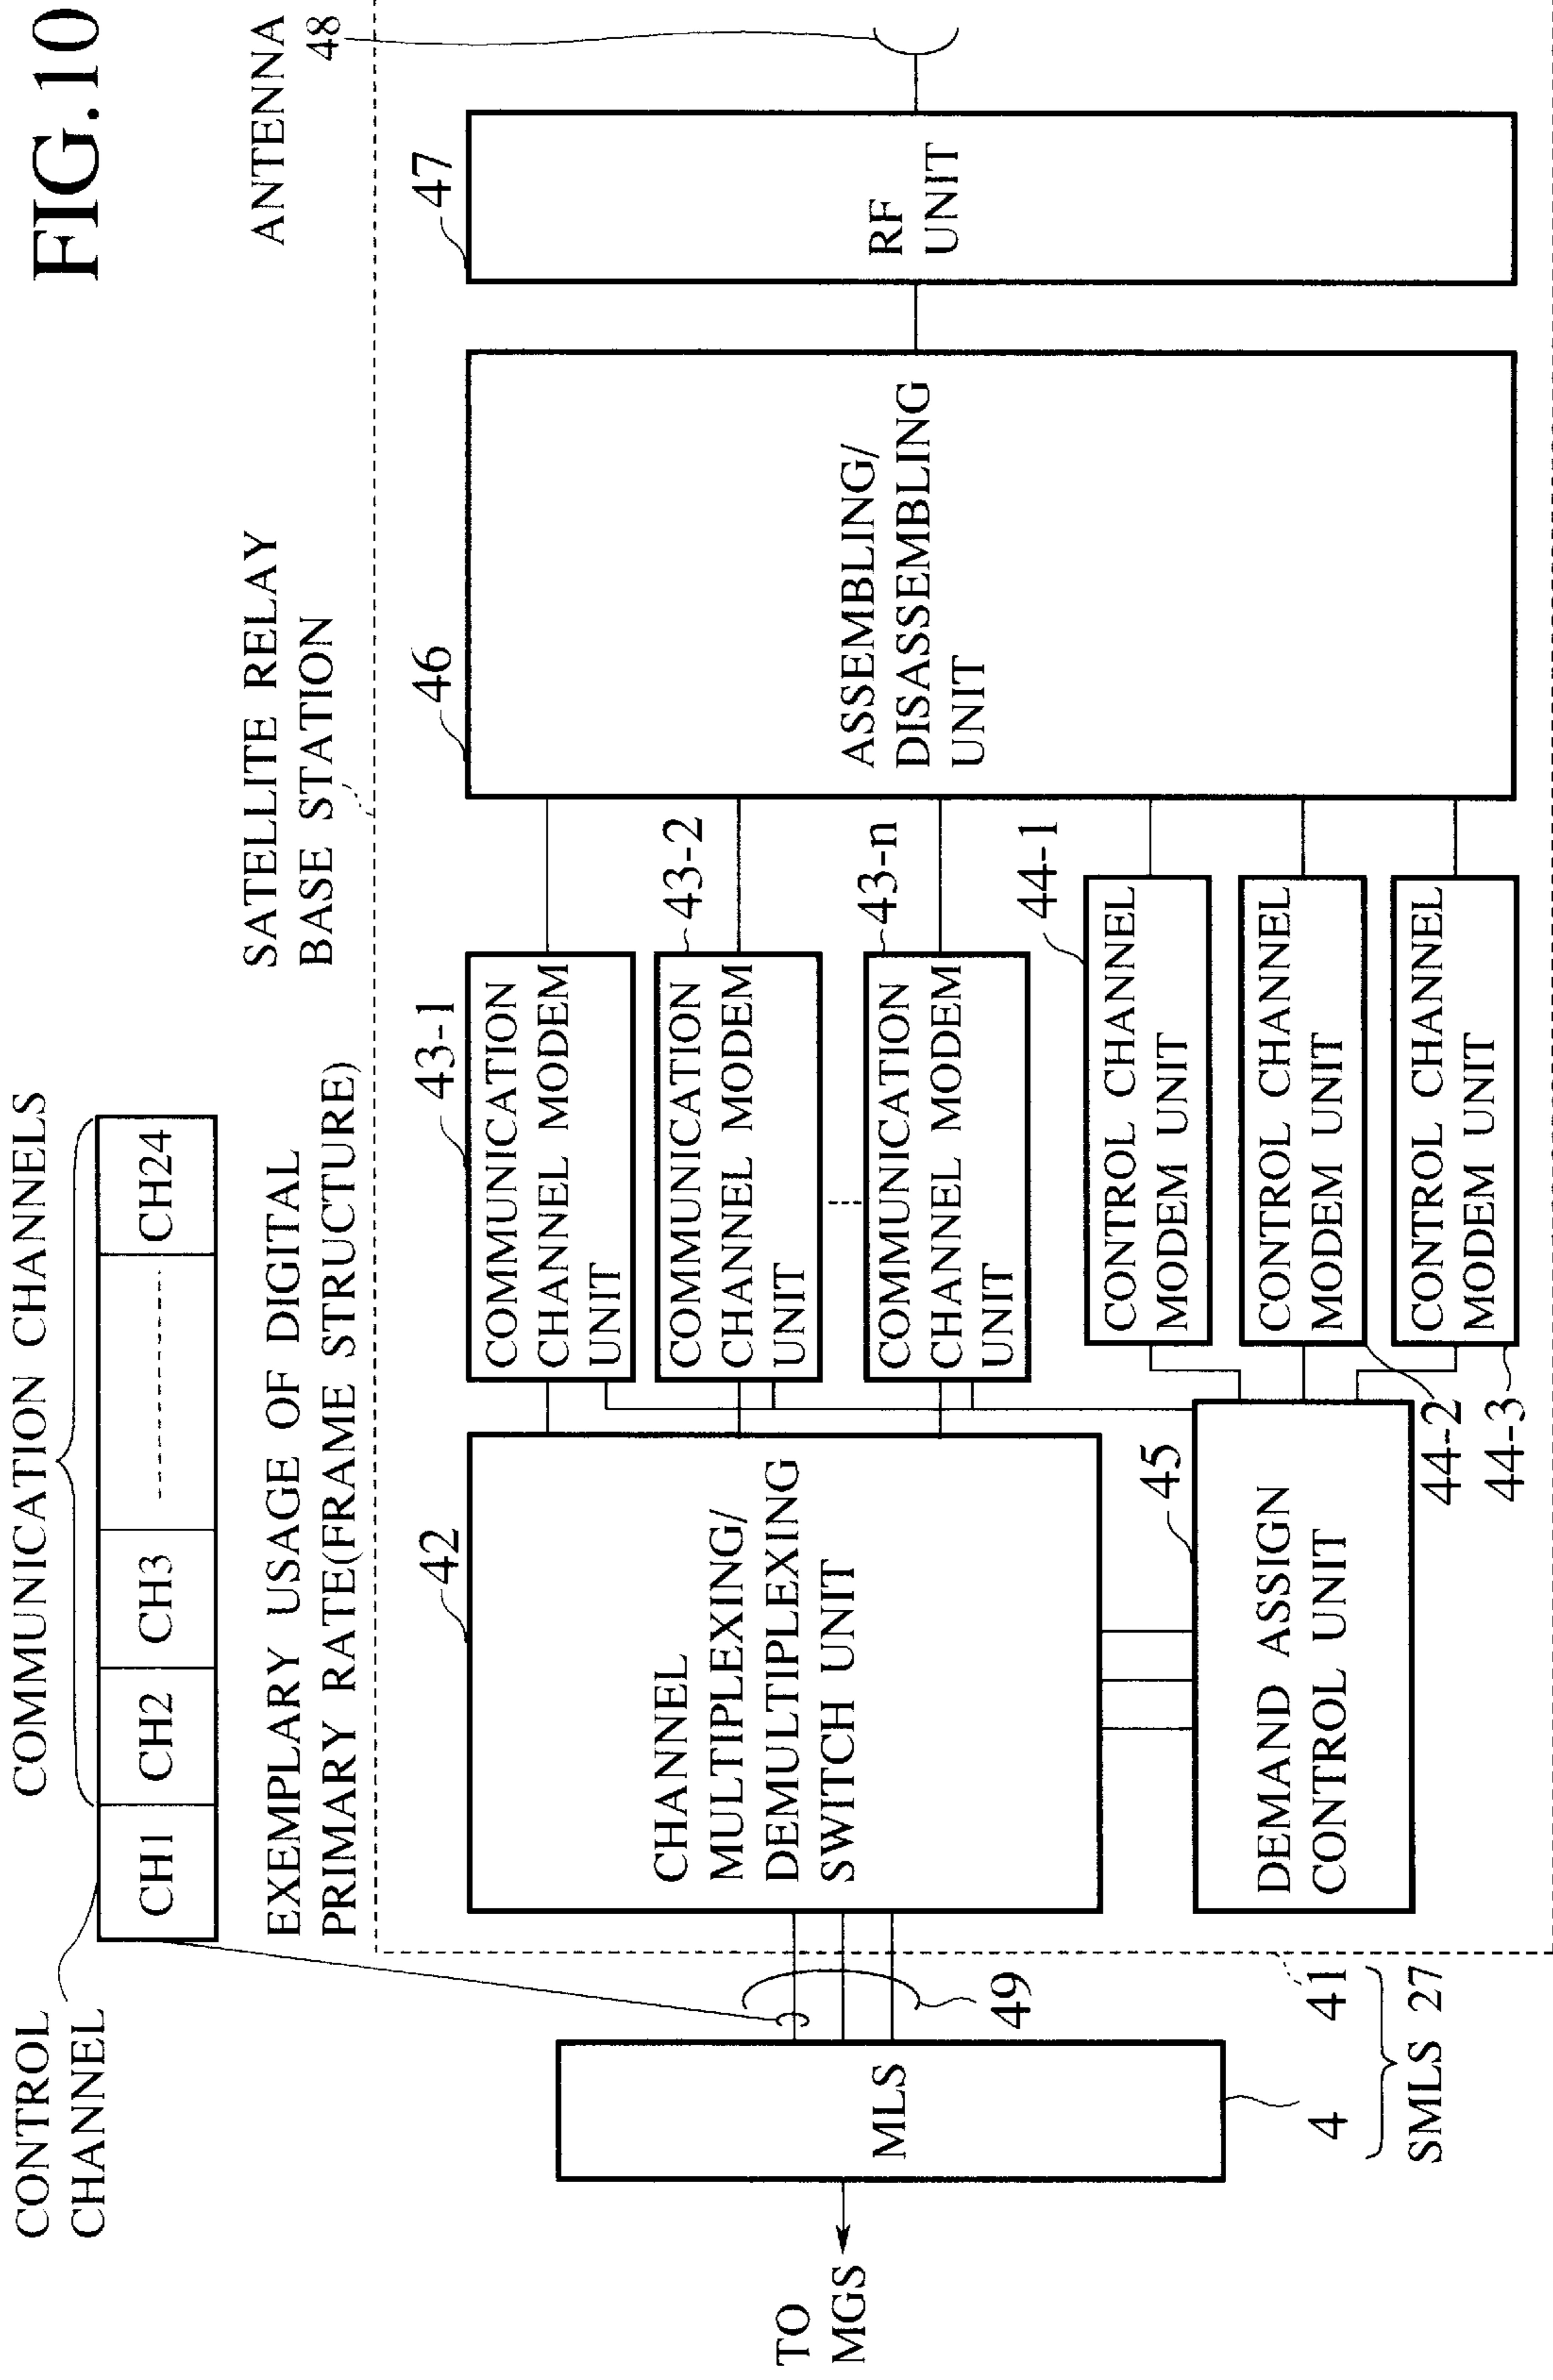 FIG.10
CONTROL
CHANNEL
COMMUNICATION CHANNELS
CH1
CH2
CH3
CH24
EXEMPLARY USAGE OF DIGITAL
PRIMARY RATE(FRAME STRUCTURE)
SATELLITE RELAY
BASE STATION
ANTENNA
48
TO
MGS
MLS
4
41
SMLS 27
49
42
CHANNEL
MULTIPLEXING/
DEMULTIPLEXING
SWITCH UNIT
45
DEMAND ASSIGN
CONTROL UNIT
43-1
COMMUNICATION
CHANNEL MODEM
UNIT
43-2
COMMUNICATION
CHANNEL MODEM
UNIT
43-n
COMMUNICATION
CHANNEL MODEM
UNIT
44-1
CONTROL CHANNEL
MODEM UNIT
44-2
CONTROL CHANNEL
MODEM UNIT
44-3
CONTROL CHANNEL
MODEM UNIT
46
ASSEMBLING/
DISASSEMBLING
UNIT
47
RF
UNIT